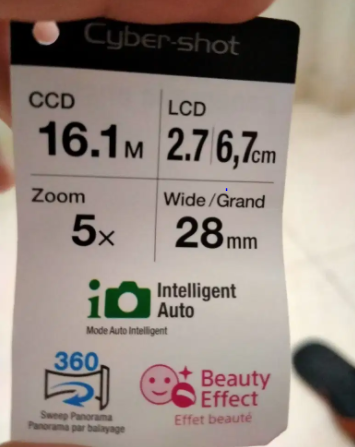 Cyber-shot
CCD
16.1M
LCD
2.7 6,7cm
Zoom
5x
Wide/Grand
28mm
Intelligent
Auto
Mode Auto Intelligent
360
Sweep Panorama
Panorama par balayage
Beauty
Effect
Effet beauté